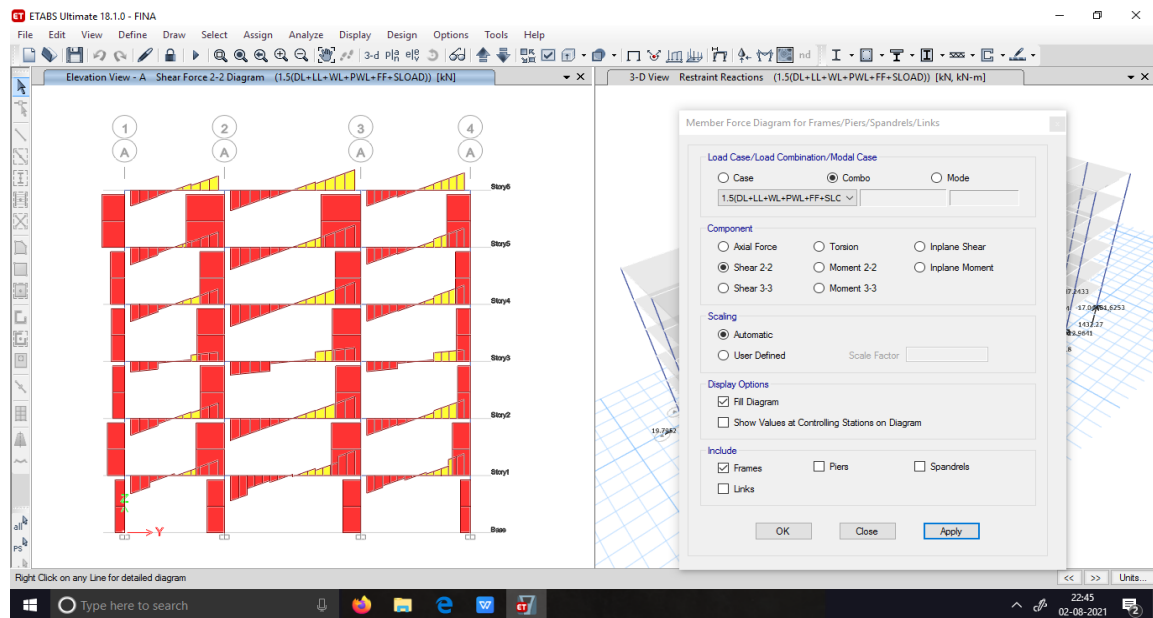 ETABS Ultimate 18.1.0 - FINA
File Edit View Define Draw Select Assign Analyze Display Design Options Tools Help
3-d
nd
Elevation View - A Shear Force 2-2 Diagram (1.5(DL+LL+WL+PWL+FF+SLOAD)) [kN]
3-D View Restraint Reactions (1.5(DL+LL+WL+PWL+FF+SLOAD)) [kN, kN-m]
1 2 3 4
A A A A
Story6
Story5
Story4
Story3
Story2
Story1
Base
Z
Y
all
PS
Member Force Diagram for Frames/Piers/Spandrels/Links
Load Case/Load Combination/Modal Case
Case Combo Mode
1.5(DL+LL+WL+PWL+FF+SLC
Component
Axial Force Torsion Inplane Shear
Shear 2-2 Moment 2-2 Inplane Moment
Shear 3-3 Moment 3-3
Scaling
Automatic
User Defined Scale Factor
Display Options
Fill Diagram
Show Values at Controlling Stations on Diagram
Include
Frames Piers Spandrels
Links
OK Close Apply
1432.27
Right Click on any Line for detailed diagram
<< >> Units...
Type here to search
22:45
02-08-2021
2